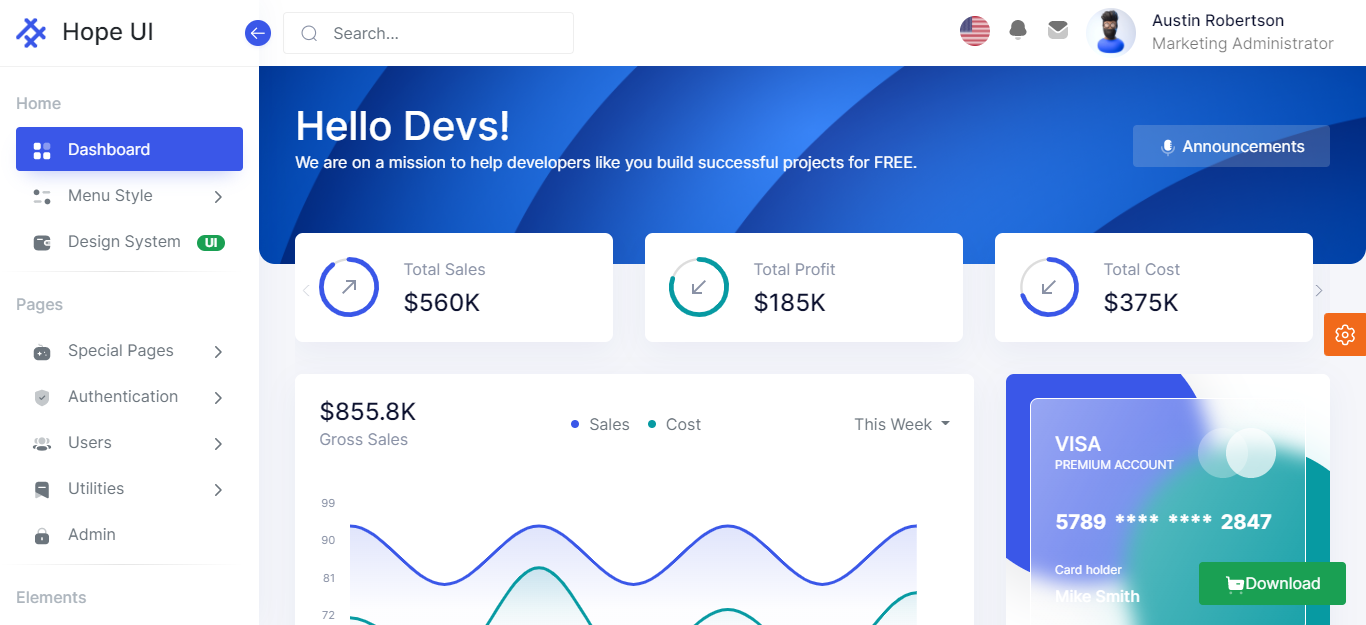 Hope UI
Search...
Austin Robertson
Marketing Administrator
Home
Dashboard
Menu Style
Design System UI
Pages
Special Pages
Authentication
Users
Utilities
Admin
Elements
Hello Devs!
We are on a mission to help developers like you build successful projects for FREE.
Announcements
Total Sales
$560K
Total Profit
$185K
Total Cost
$375K
$855.8K
Gross Sales
Sales
Cost
This Week
99
90
81
72
VISA
PREMIUM ACCOUNT
5789 **** **** 2847
Card holder
Mike Smith
Download